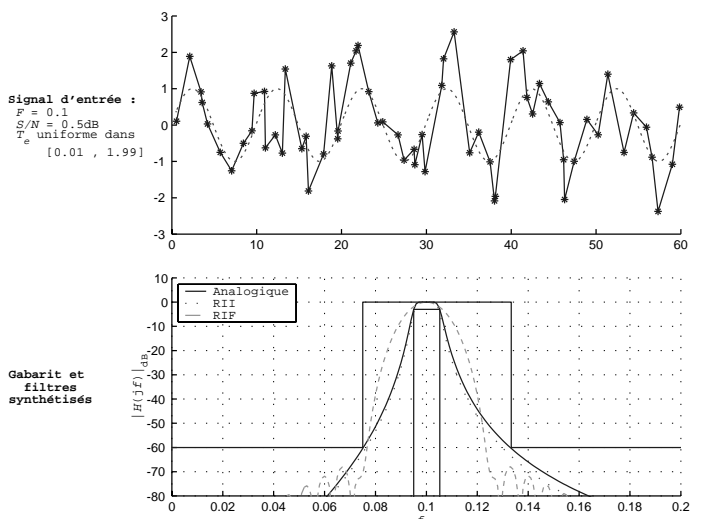 3
2
1
0
-1
-2
-3
Signal d'entrée :
F = 0.1
S/N = 0.5dB
T_e uniforme dans
[0.01 , 1.99]
0 10 20 30 40 50 60
10
0
-10
-20
-30
-40
-50
-60
-70
-80
Analogique
RII
RIF
Gabarit et
filtres
synthétisés
|H(jf)|_dB
0 0.02 0.04 0.06 0.08 0.1 0.12 0.14 0.16 0.18 0.2
f